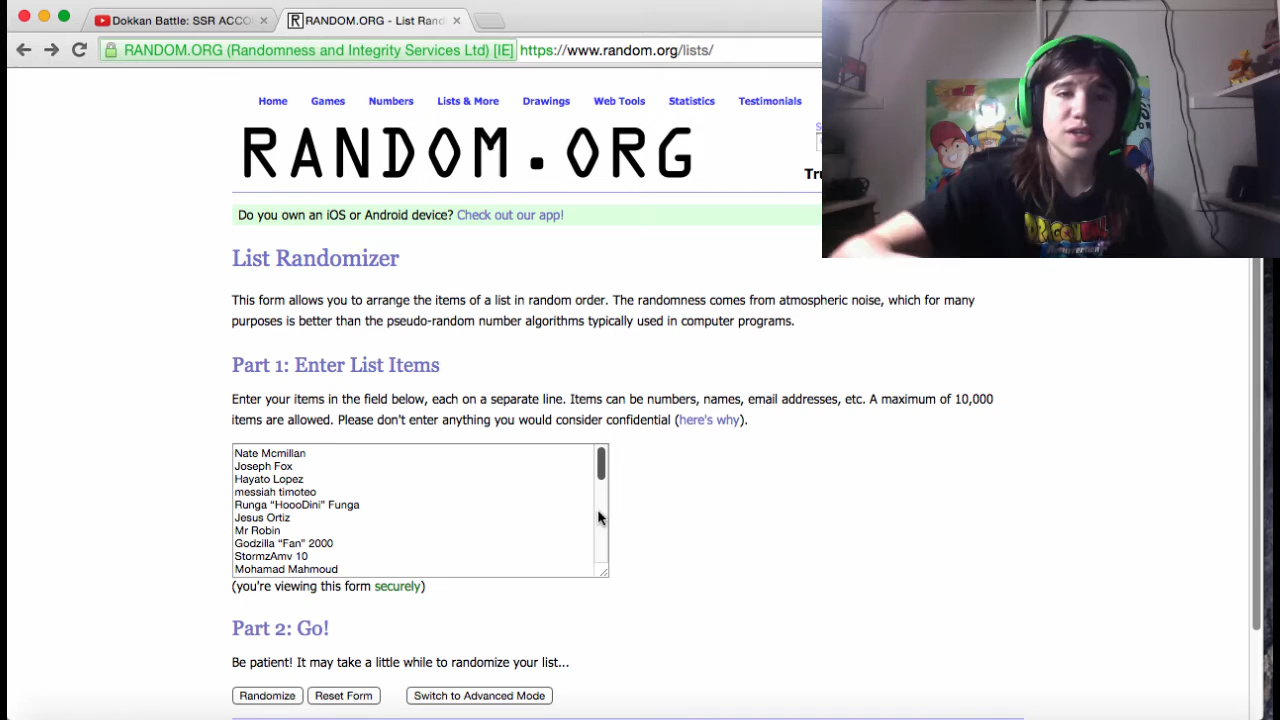 Dokkan Battle: SSR ACCO
RANDOM.ORG - List Rand
RANDOM.ORG (Randomness and Integrity Services Ltd) [IE] https://www.random.org/lists/
Home Games Numbers Lists & More Drawings Web Tools Statistics Testimonials
RANDOM.ORG
Do you own an iOS or Android device? Check out our app!
List Randomizer
This form allows you to arrange the items of a list in random order. The randomness comes from atmospheric noise, which for many
purposes is better than the pseudo-random number algorithms typically used in computer programs.
Part 1: Enter List Items
Enter your items in the field below, each on a separate line. Items can be numbers, names, email addresses, etc. A maximum of 10,000
items are allowed. Please don't enter anything you would consider confidential (here's why).
Nate Mcmillan
Joseph Fox
Hayato Lopez
messiah timoteo
Runga “HoooDini” Funga
Jesus Ortiz
Mr Robin
Godzilla “Fan” 2000
StormzAmv 10
Mohamad Mahmoud
(you're viewing this form securely)
Part 2: Go!
Be patient! It may take a little while to randomize your list...
Randomize Reset Form Switch to Advanced Mode